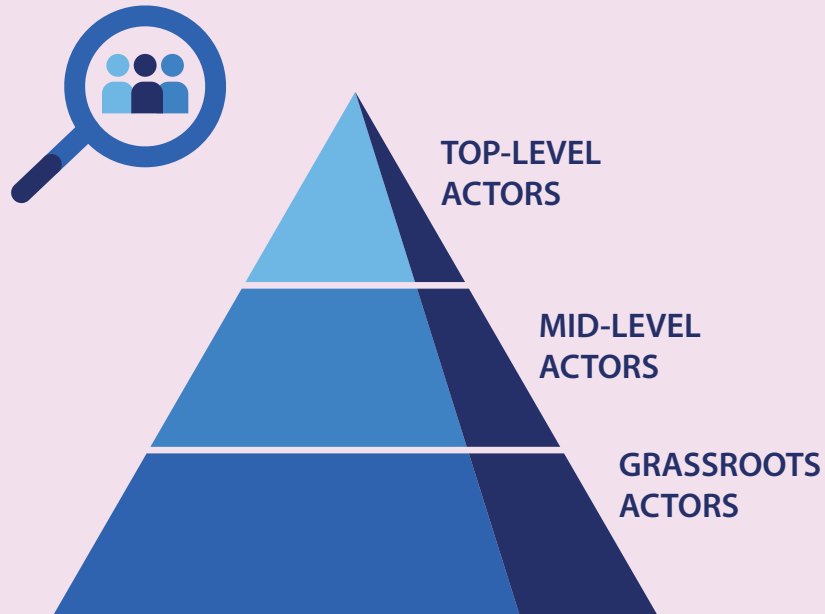 TOP-LEVEL
ACTORS
MID-LEVEL
ACTORS
GRASSROOTS
ACTORS